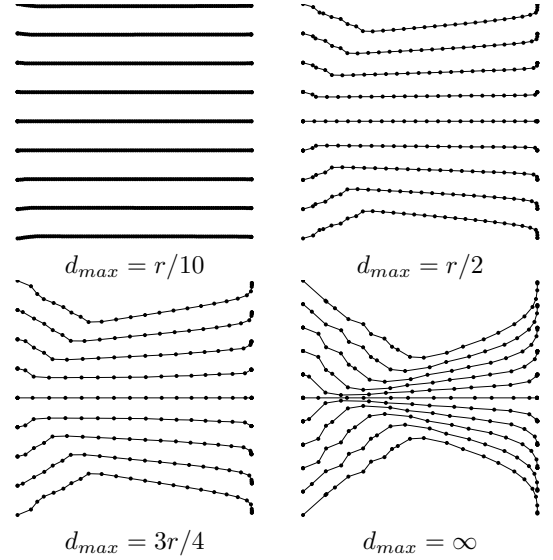 d_{max} = r/10
d_{max} = r/2
d_{max} = 3r/4
d_{max} = ∞